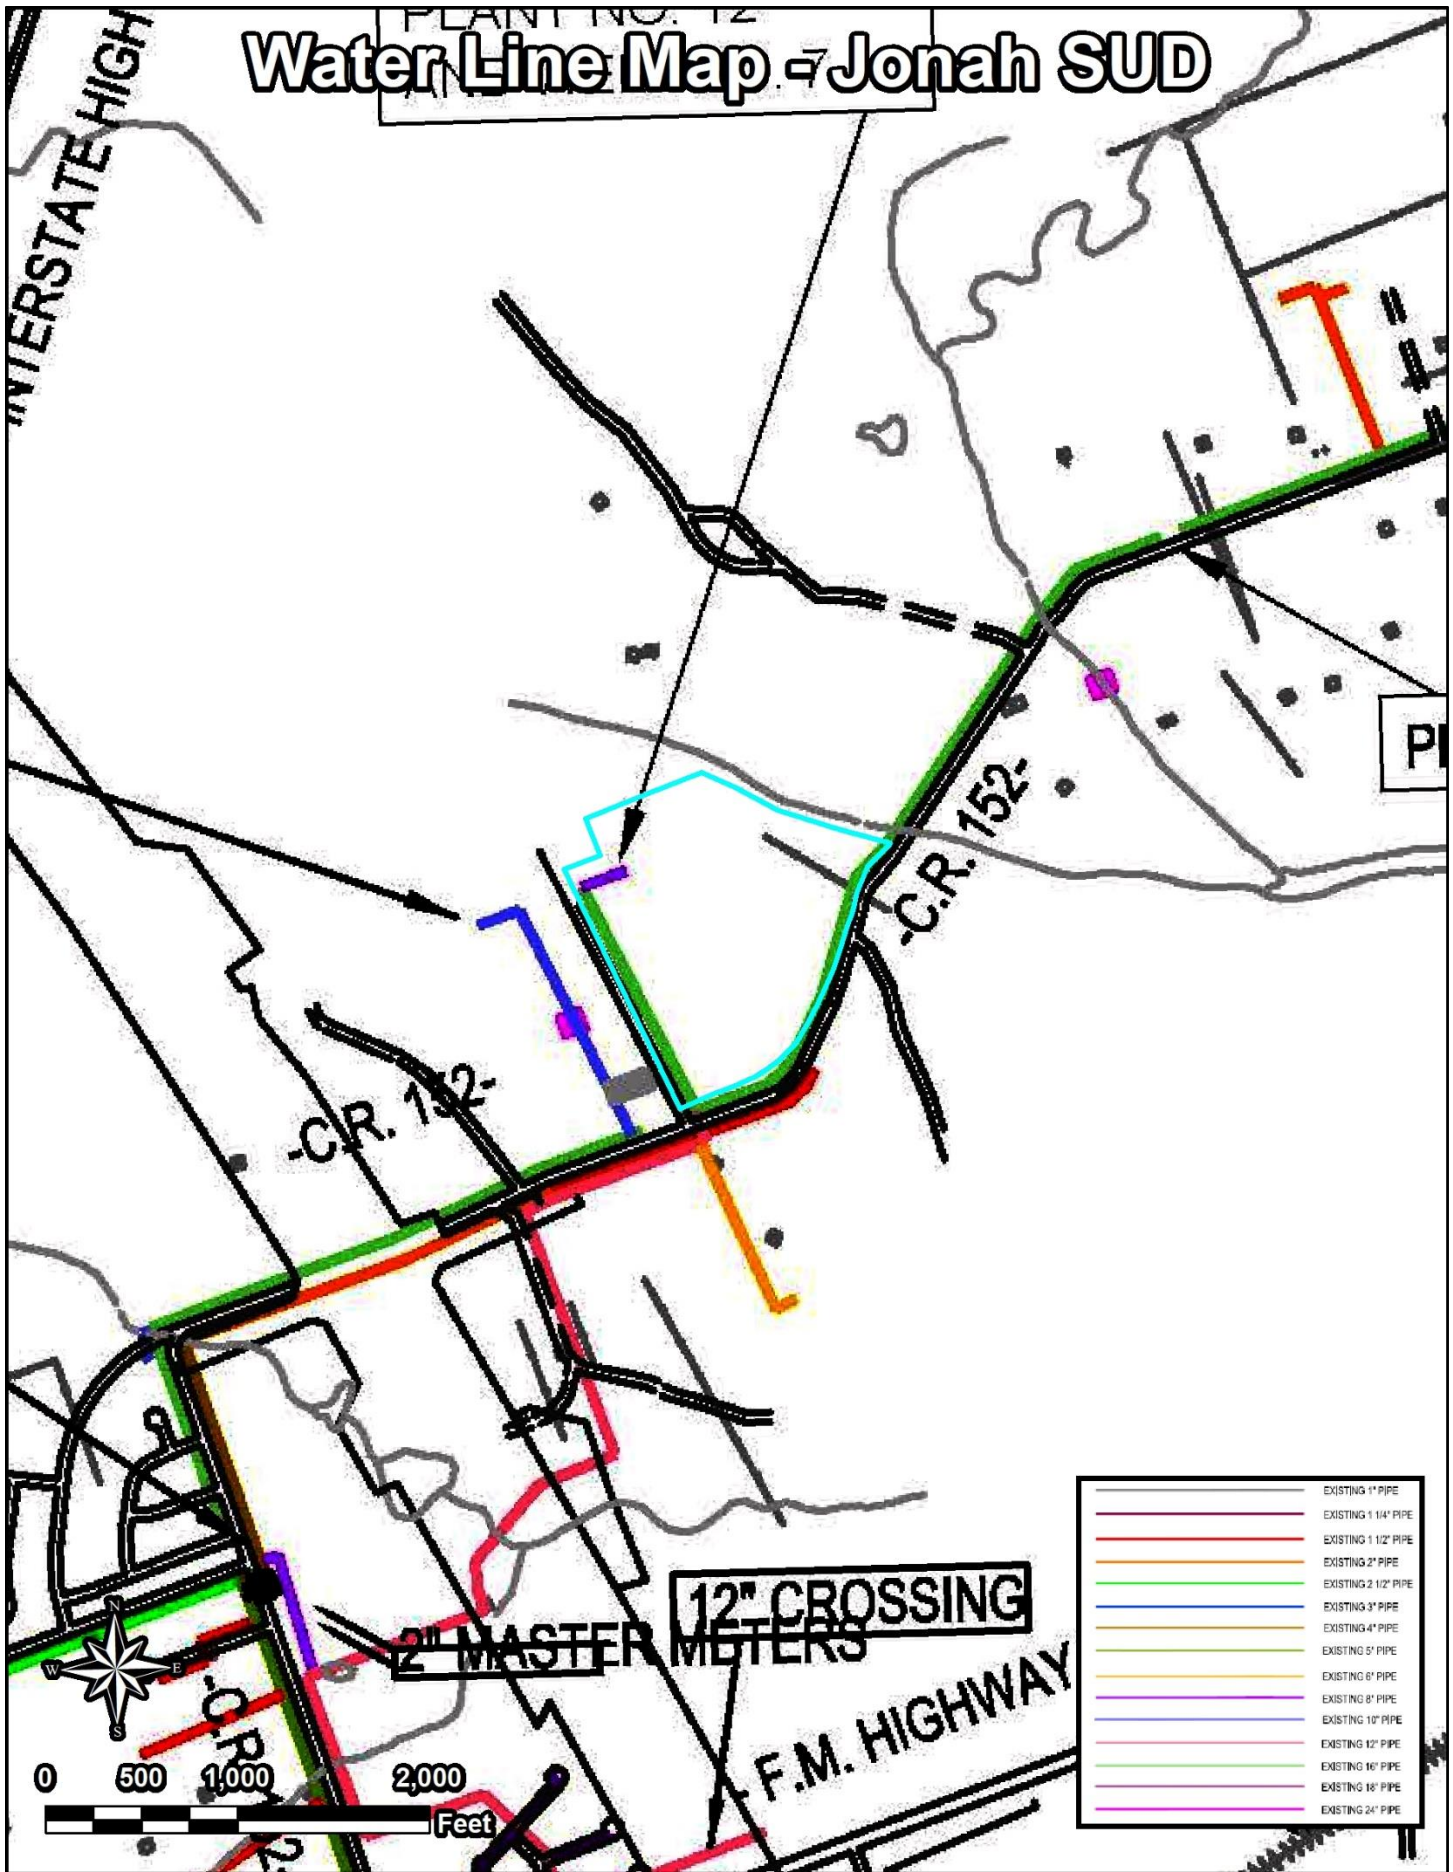 PLANT NO. 12
Water Line Map - Jonah SUD
INTERSTATE HIGH
-C.R. 152-
-C.R. 152-
12" CROSSING
2" MASTER METERS
F.M. HIGHWAY
N
W
E
S
0 500 1,000 2,000
Feet
EXISTING 1" PIPE
EXISTING 1 1/4" PIPE
EXISTING 1 1/2" PIPE
EXISTING 2" PIPE
EXISTING 2 1/2" PIPE
EXISTING 3" PIPE
EXISTING 4" PIPE
EXISTING 5" PIPE
EXISTING 6" PIPE
EXISTING 8" PIPE
EXISTING 10" PIPE
EXISTING 12" PIPE
EXISTING 16" PIPE
EXISTING 18" PIPE
EXISTING 24" PIPE